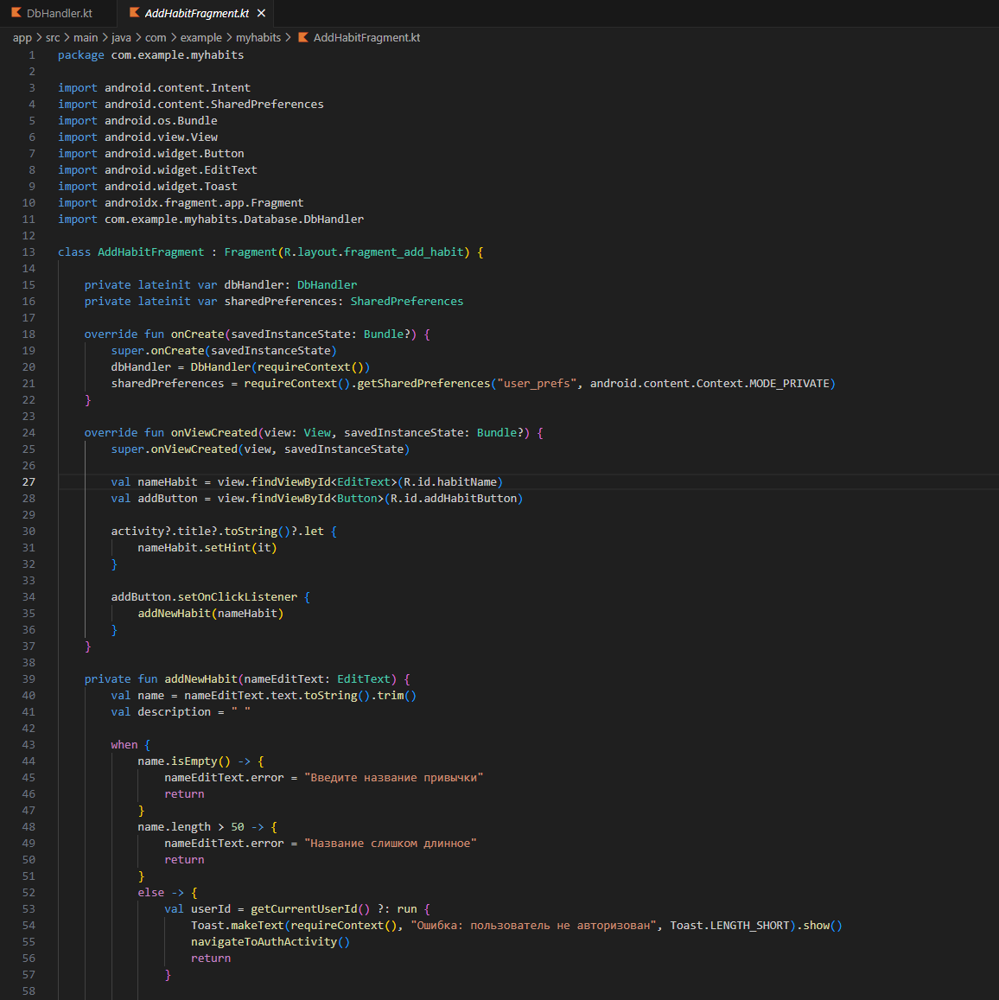 DbHandler.kt
AddHabitFragment.kt ×
app > src > main > java > com > example > myhabits > AddHabitFragment.kt
1 package com.example.myhabits
2
3 import android.content.Intent
4 import android.content.SharedPreferences
5 import android.os.Bundle
6 import android.view.View
7 import android.widget.Button
8 import android.widget.EditText
9 import android.widget.Toast
10 import androidx.fragment.app.Fragment
11 import com.example.myhabits.Database.DbHandler
12
13 class AddHabitFragment : Fragment(R.layout.fragment_add_habit) {
14
15     private lateinit var dbHandler: DbHandler
16     private lateinit var sharedPreferences: SharedPreferences
17
18     override fun onCreate(savedInstanceState: Bundle?) {
19         super.onCreate(savedInstanceState)
20         dbHandler = DbHandler(requireContext())
21         sharedPreferences = requireContext().getSharedPreferences("user_prefs", android.content.Context.MODE_PRIVATE)
22     }
23
24     override fun onViewCreated(view: View, savedInstanceState: Bundle?) {
25         super.onViewCreated(view, savedInstanceState)
26
27         val nameHabit = view.findViewById<EditText>(R.id.habitName)
28         val addButton = view.findViewById<Button>(R.id.addHabitButton)
29
30         activity?.title?.toString()?.let {
31             nameHabit.setHint(it)
32         }
33
34         addButton.setOnClickListener {
35             addNewHabit(nameHabit)
36         }
37     }
38
39     private fun addNewHabit(nameEditText: EditText) {
40         val name = nameEditText.text.toString().trim()
41         val description = " "
42
43         when {
44             name.isEmpty() -> {
45                 nameEditText.error = "Введите название привычки"
46                 return
47             }
48             name.length > 50 -> {
49                 nameEditText.error = "Название слишком длинное"
50                 return
51             }
52             else -> {
53                 val userId = getCurrentUserId() ?: run {
54                     Toast.makeText(requireContext(), "Ошибка: пользователь не авторизован", Toast.LENGTH_SHORT).show()
55                     navigateToAuthActivity()
56                     return
57                 }
58